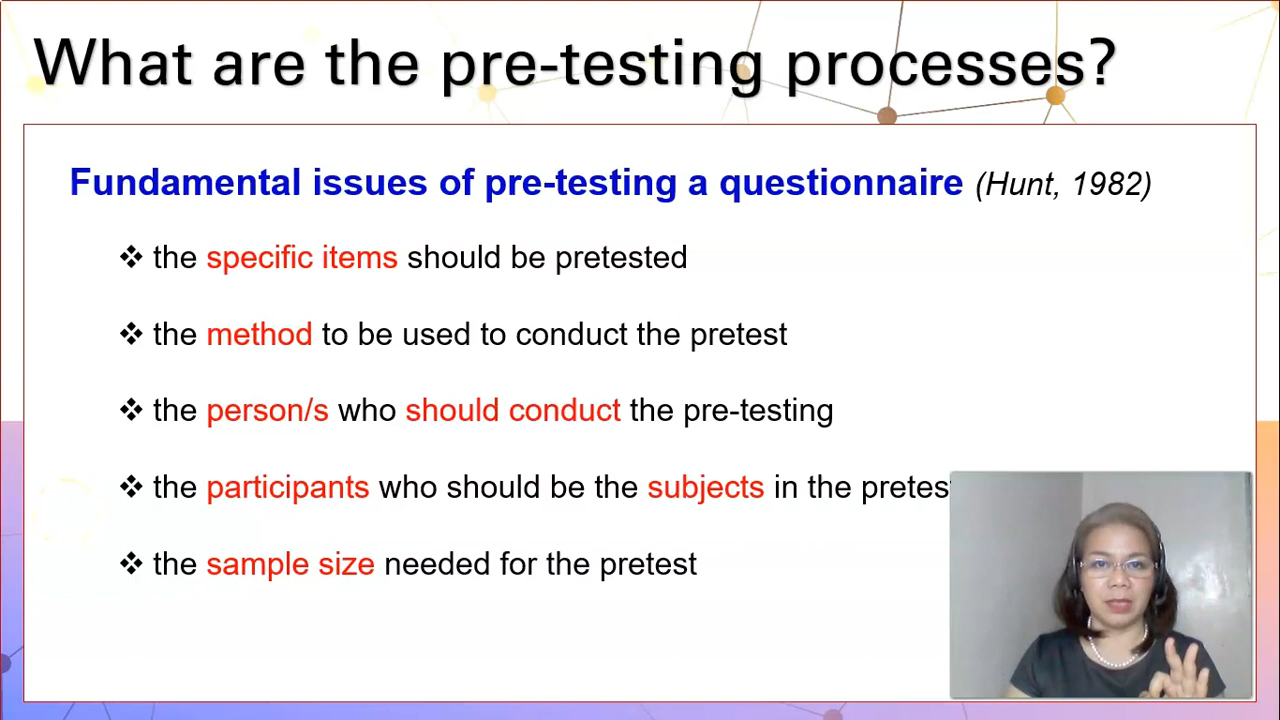 What are the pre-testing processes?
Fundamental issues of pre-testing a questionnaire (Hunt, 1982)
❖ the specific items should be pretested
❖ the method to be used to conduct the pretest
❖ the person/s who should conduct the pre-testing
❖ the participants who should be the subjects in the pretes
❖ the sample size needed for the pretest